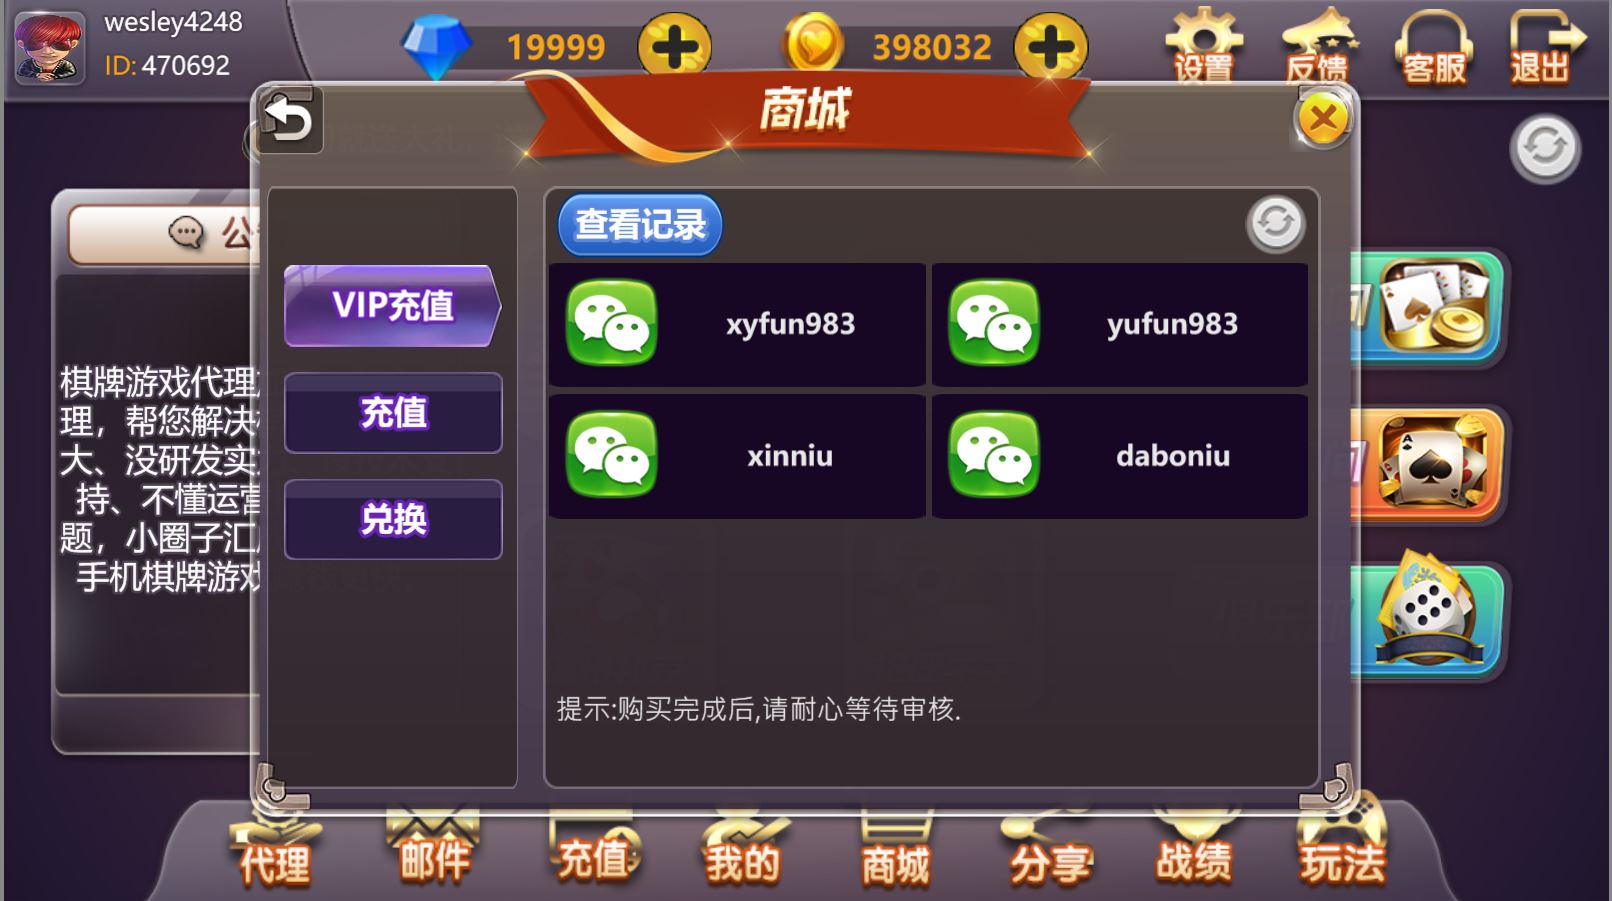 wesley4248
ID: 470692
19999
398032
设置
反馈
客服
退出
商城
公
查看记录
VIP充值
充值
兑换
xyfun983
yufun983
xinniu
daboniu
提示:购买完成后,请耐心等待审核.
棋牌游戏代理
理，帮您解决
大、没研发实
持、不懂运营
题，小圈子汇
手机棋牌游戏
代理
邮件
充值
我的
商城
分享
战绩
玩法